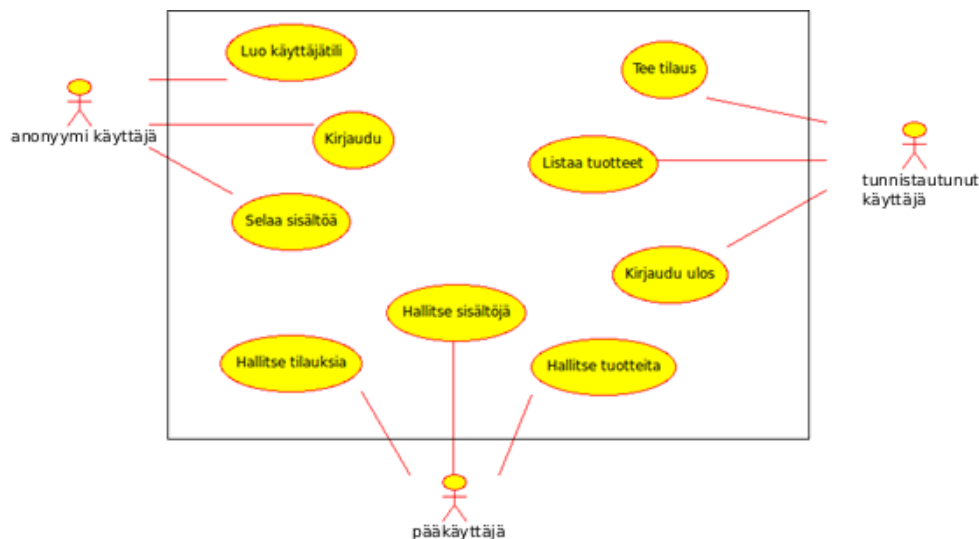 Luo käyttäjätili
Tee tilaus
anonyymi käyttäjä
Kirjaudu
Listaa tuotteet
tunnistautunut
käyttäjä
Selaa sisältöä
Kirjaudu ulos
Hallitse sisältöjä
Hallitse tilauksia
Hallitse tuotteita
pääkäyttäjä